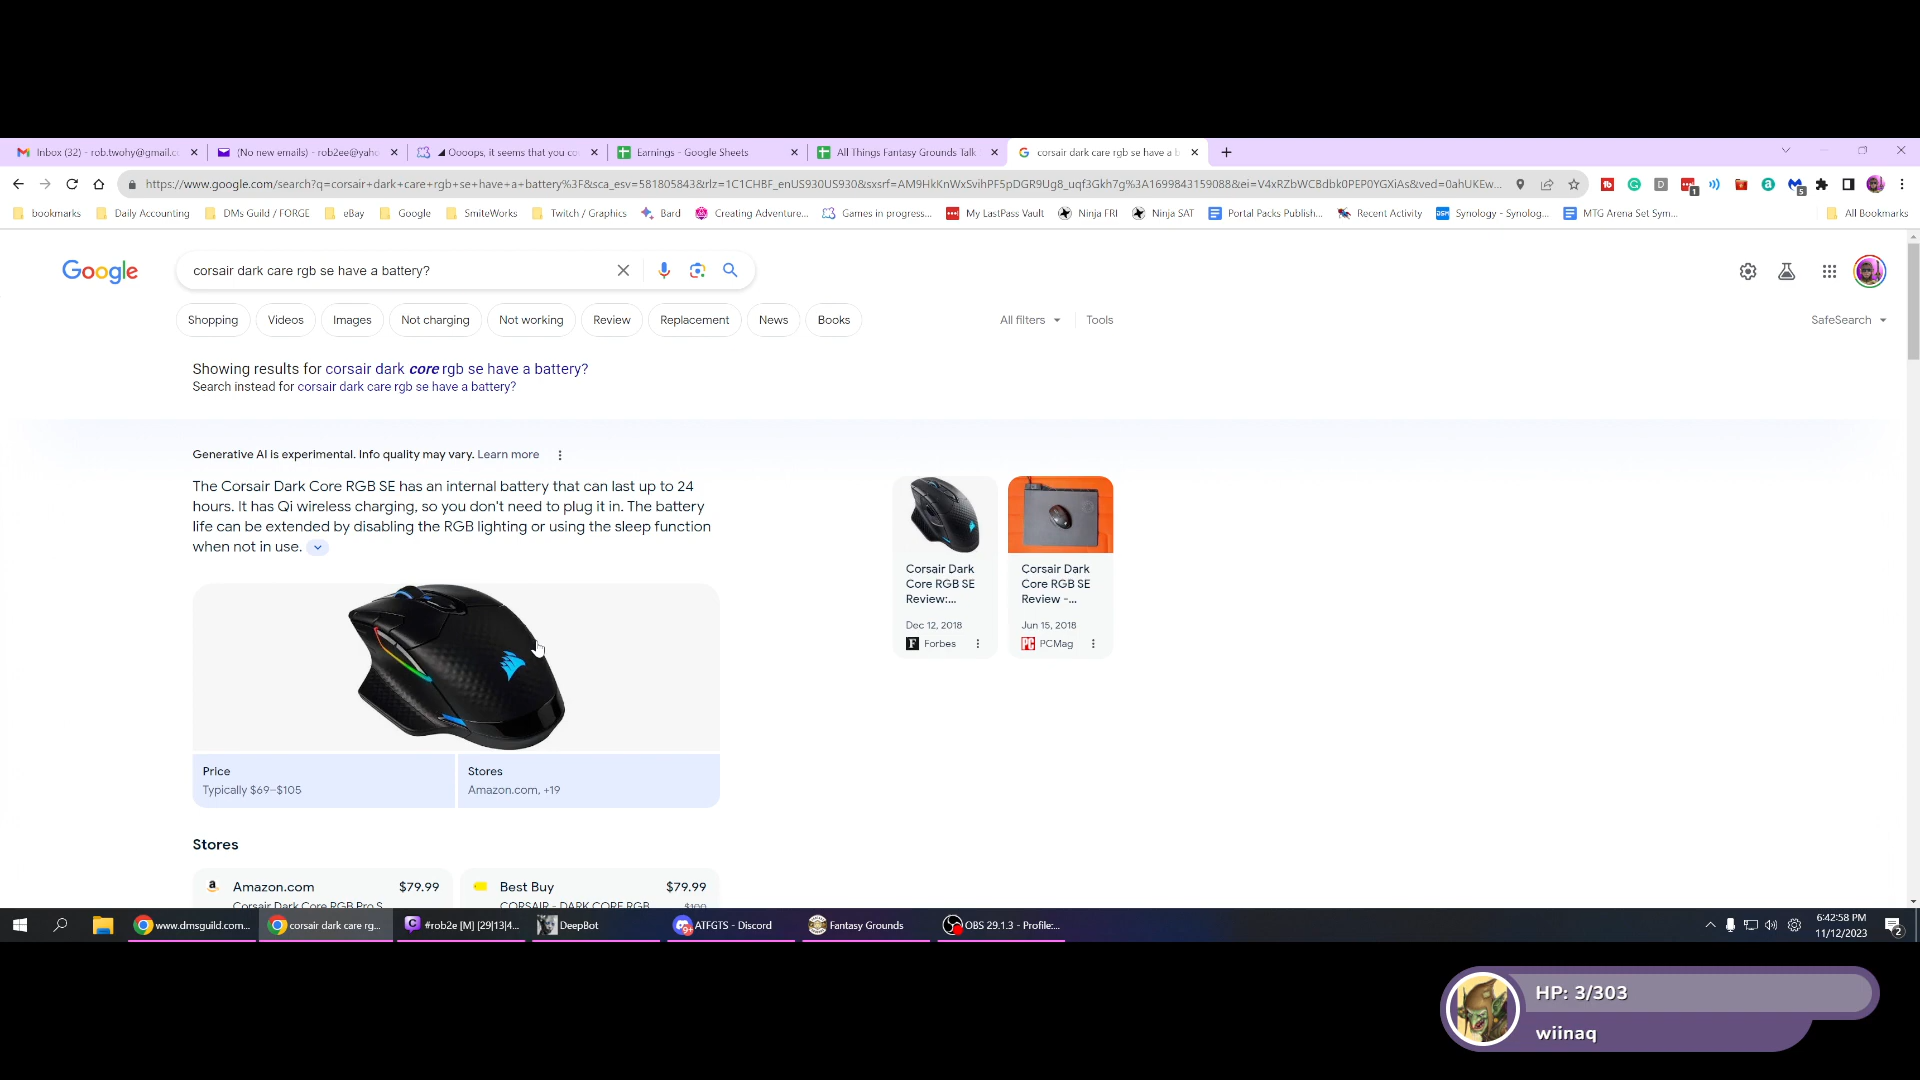 Inbox (32) - rob.twohy@gmail.c
(No new emails) - rob2ee@yaho
Oooops, it seems that you co
Earnings - Google Sheets
All Things Fantasy Grounds Talk
corsair dark care rgb se have a b
https://www.google.com/search?q=corsair+dark+care+rgb+se+have+a+battery%3F&sca_esv=581805843&rlz=1C1CHBF_enUS930US930&sxsrf=AM9HkKnWxSvihPF5pDGR9Ug8_uqf3Gkh7g%3A1699843159088&ei=V4xRZbWCBdbk0PEP0YGXiAs&ved=0ahUKEw...
bookmarks
Daily Accounting
DMs Guild / FORGE
eBay
Google
SmiteWorks
Twitch / Graphics
Bard
Creating Adventure...
Games in progress...
My LastPass Vault
Ninja FRI
Ninja SAT
Portal Packs Publish...
Recent Activity
Synology - Synolog...
MTG Arena Set Sym...
All Bookmarks
Google
corsair dark care rgb se have a battery?
Shopping
Videos
Images
Not charging
Not working
Review
Replacement
News
Books
All filters
Tools
SafeSearch
Showing results for corsair dark core rgb se have a battery?
Search instead for corsair dark care rgb se have a battery?
Generative AI is experimental. Info quality may vary. Learn more
The Corsair Dark Core RGB SE has an internal battery that can last up to 24
hours. It has Qi wireless charging, so you don't need to plug it in. The battery
life can be extended by disabling the RGB lighting or using the sleep function
when not in use.
Corsair Dark
Core RGB SE
Review:...
Dec 12, 2018
Forbes
Corsair Dark
Core RGB SE
Review -...
Jun 15, 2018
PCMag
Price
Typically $69–$105
Stores
Amazon.com, +19
Stores
Amazon.com
$79.99
Corsair Dark Core RGB Pro S
Best Buy
$79.99
CORSAIR - DARK CORE RGB
$100
www.dmsguild.com...
corsair dark care rg...
#rob2e [M] [29|13|4...
DeepBot
ATFGTS - Discord
Fantasy Grounds
OBS 29.1.3 - Profile:...
6:42:58 PM
11/12/2023
2
HP: 3/303
wiinaq